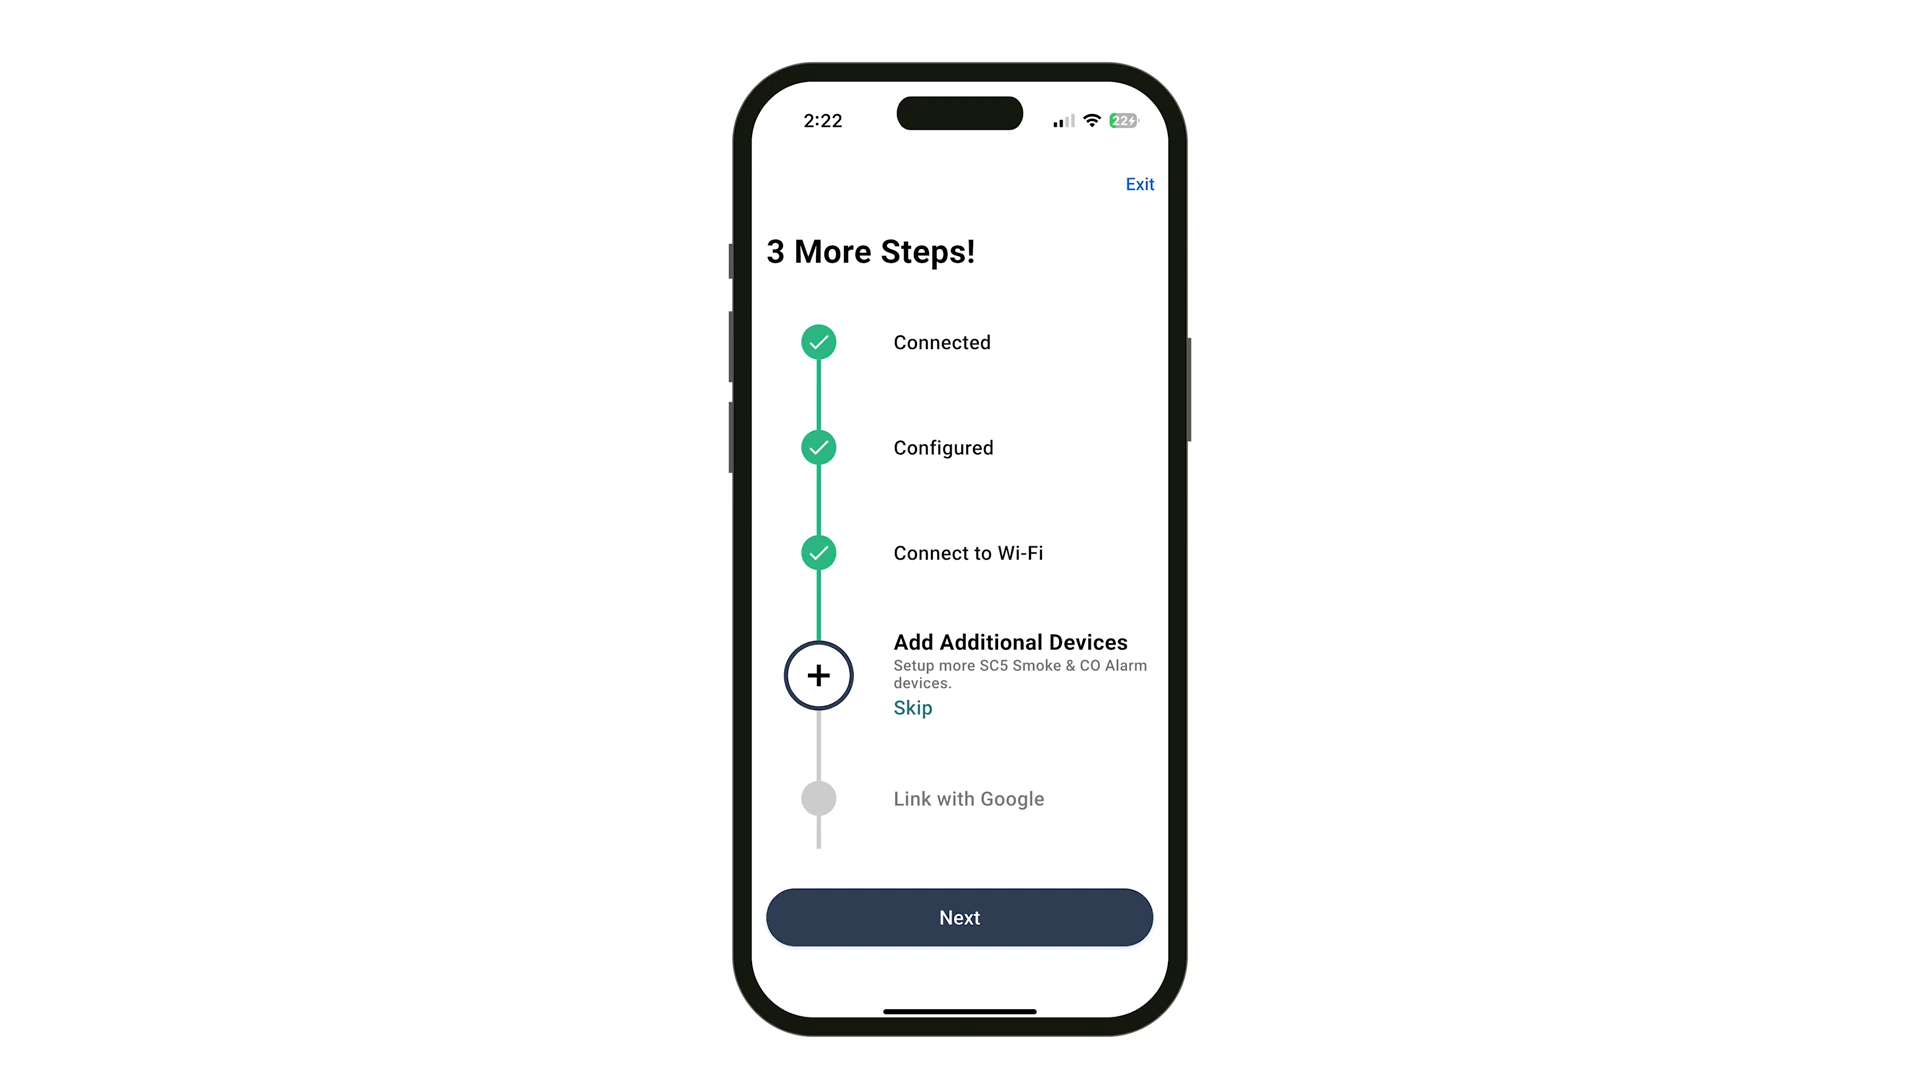 2:22
22
Exit
3 More Steps!
Connected
Configured
Connect to Wi-Fi
Add Additional Devices
Setup more SC5 Smoke & CO Alarm
devices.
Skip
Link with Google
Next